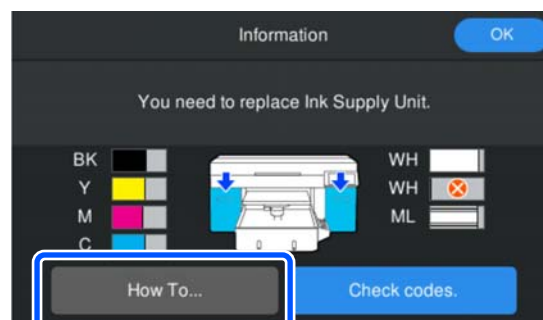 Information
OK
You need to replace Ink Supply Unit.
BK
Y
M
C
WH
WH
ML
How To...
Check codes.